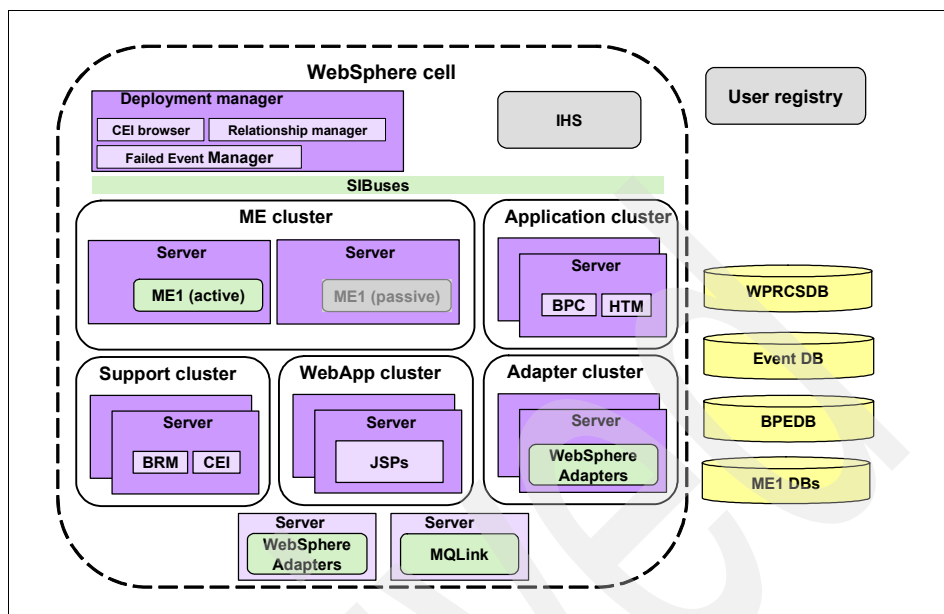 WebSphere cell
Deployment manager
CEI browser
Relationship manager
Failed Event Manager
IHS
User registry
SIBuses
ME cluster
Server
ME1 (active)
Server
ME1 (passive)
Application cluster
Server
BPC
HTM
Support cluster
Server
BRM
CEI
WebApp cluster
Server
JSPs
Adapter cluster
Server
WebSphere
Adapters
Server
WebSphere
Adapters
Server
MQLink
WPRCSDB
Event DB
BPEDB
ME1 DBs